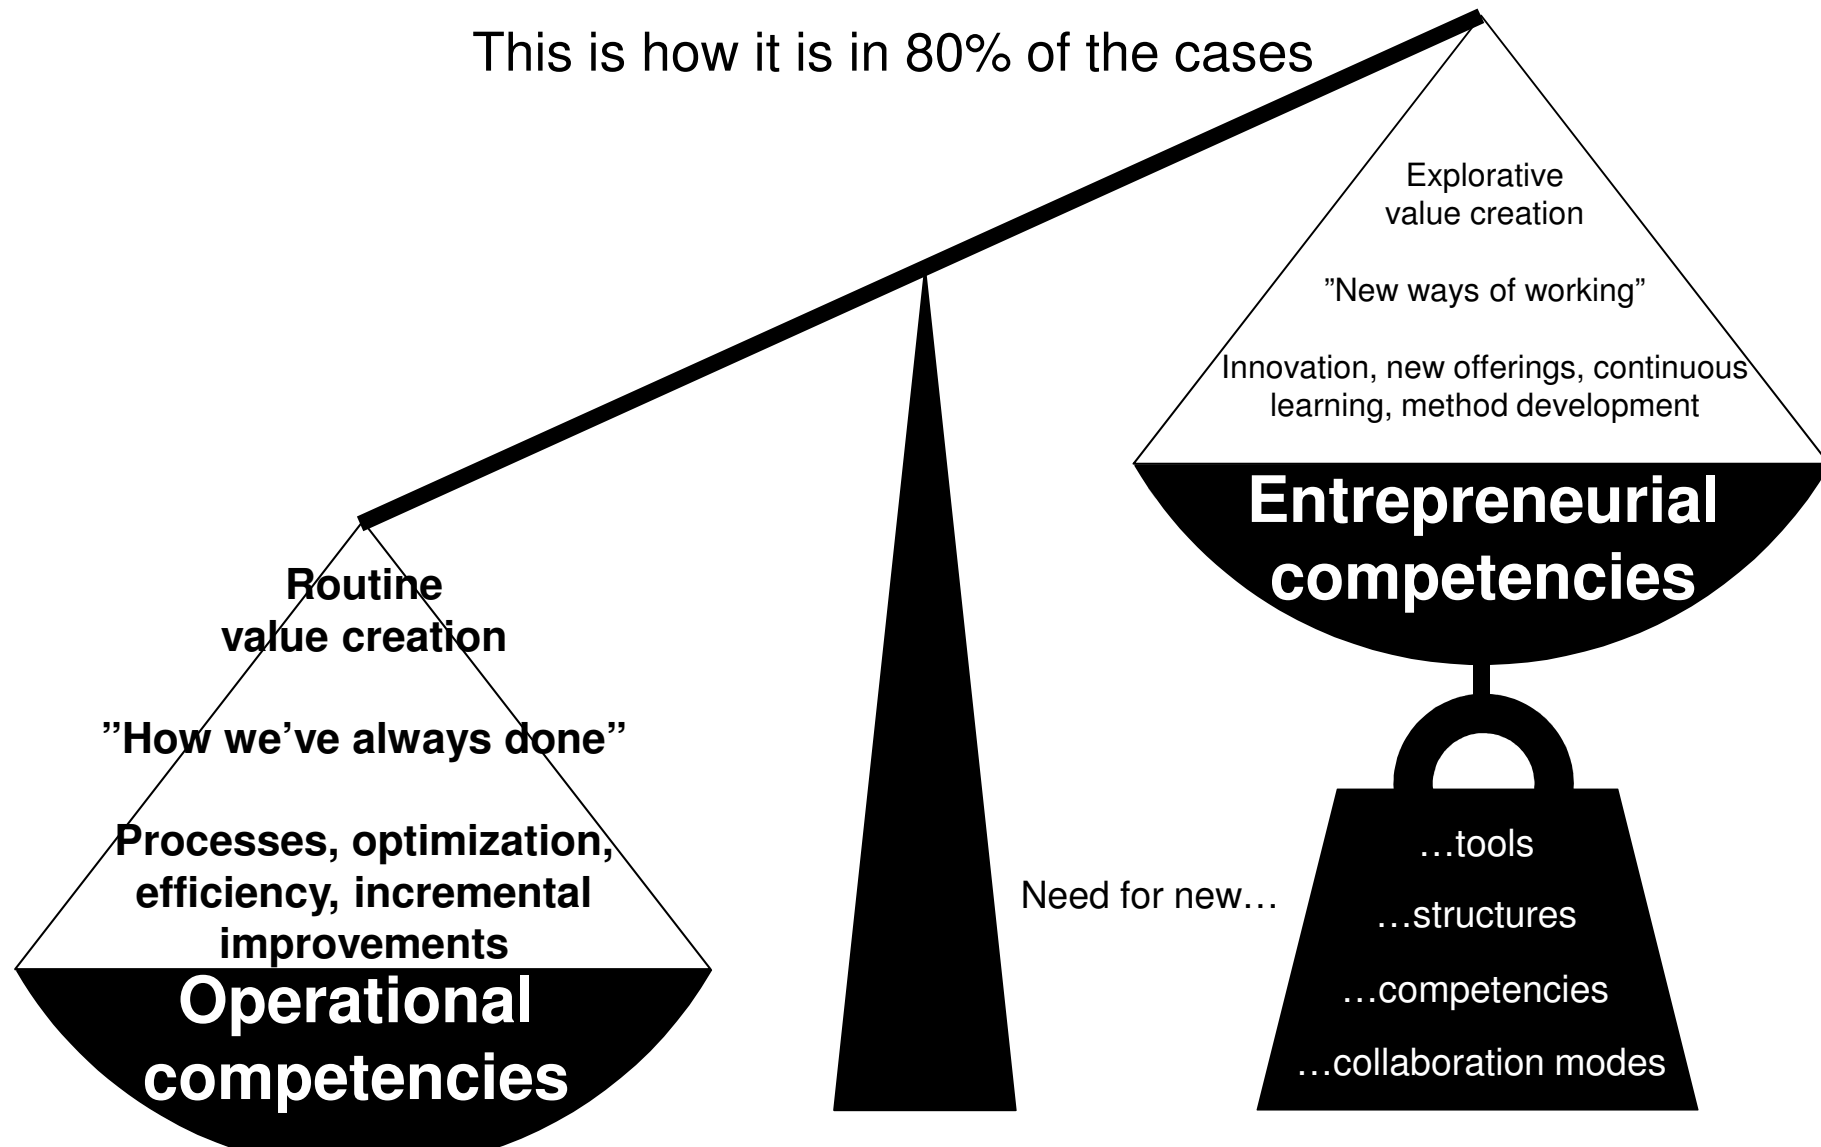 This is how it is in 80% of the cases
Explorative
value creation
”New ways of working”
Innovation, new offerings, continuous
learning, method development
Entrepreneurial
competencies
Routine
value creation
”How we’ve always done”
Processes, optimization,
efficiency, incremental
improvements
Operational
competencies
Need for new…
…tools
…structures
…competencies
…collaboration modes